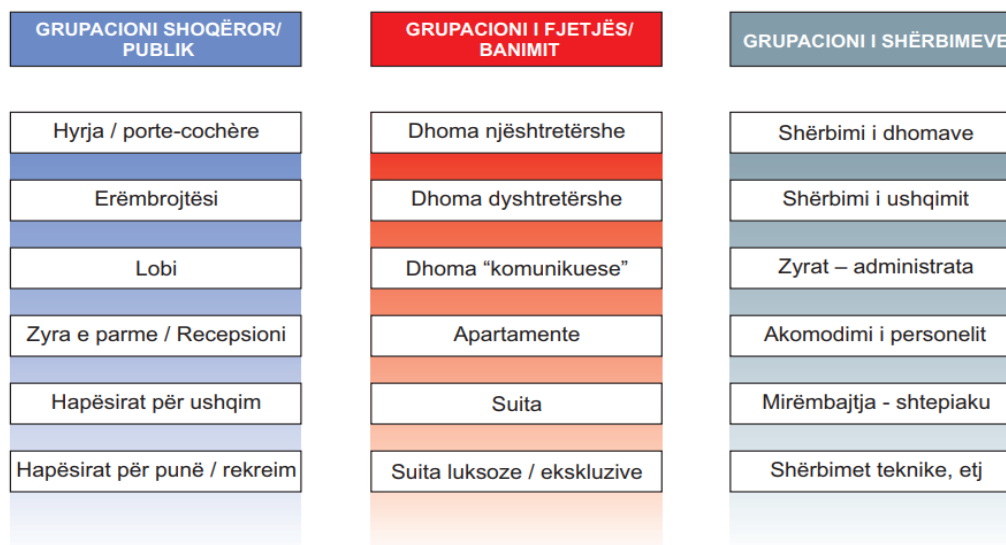 GRUPACIONI SHOQËROR/
PUBLIK
Hyrja / porte-cochère
Erëmbrojtësi
Lobi
Zyra e parme / Recepsioni
Hapësirat për ushqim
Hapësirat për punë / rekreim
GRUPACIONI I FJETJËS/
BANIMIT
Dhoma njështretërshe
Dhoma dyshtretërshe
Dhoma “komunikuese”
Apartamente
Suita
Suita luksoze / ekskluzive
GRUPACIONI I SHËRBIMEVE
Shërbimi i dhomave
Shërbimi i ushqimit
Zyrat – administrata
Akomodimi i personelit
Mirëmbajtja - shtepiaku
Shërbimet teknike, etj